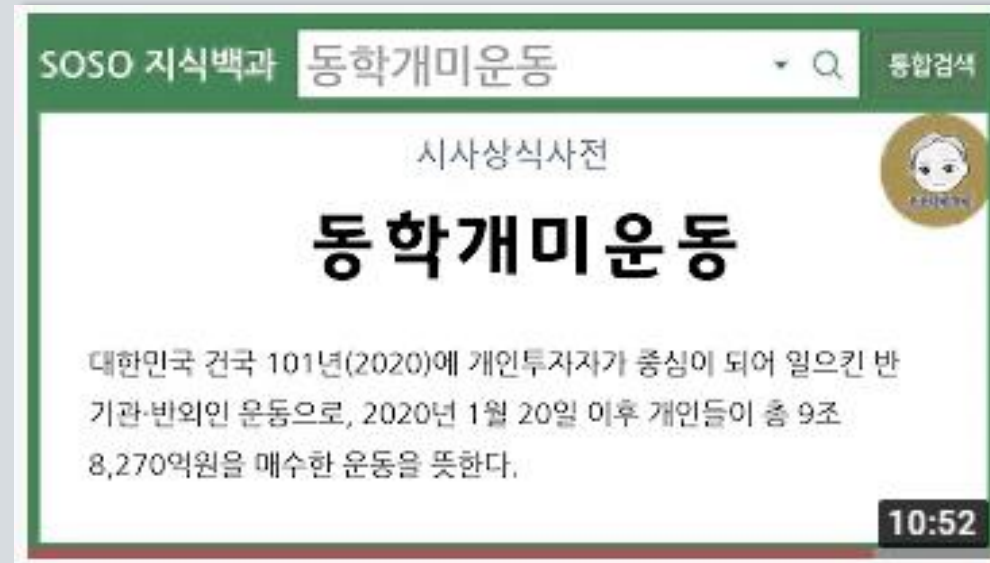 SOSO 지식백과 동학개미운동 통합검색
시사상식사전
동학개미운동
대한민국 건국 101년(2020)에 개인투자자가 중심이 되어 일으킨 반
기관·반외인 운동으로, 2020년 1월 20일 이후 개인들이 총 9조
8,270억원을 매수한 운동을 뜻한다.
10:52